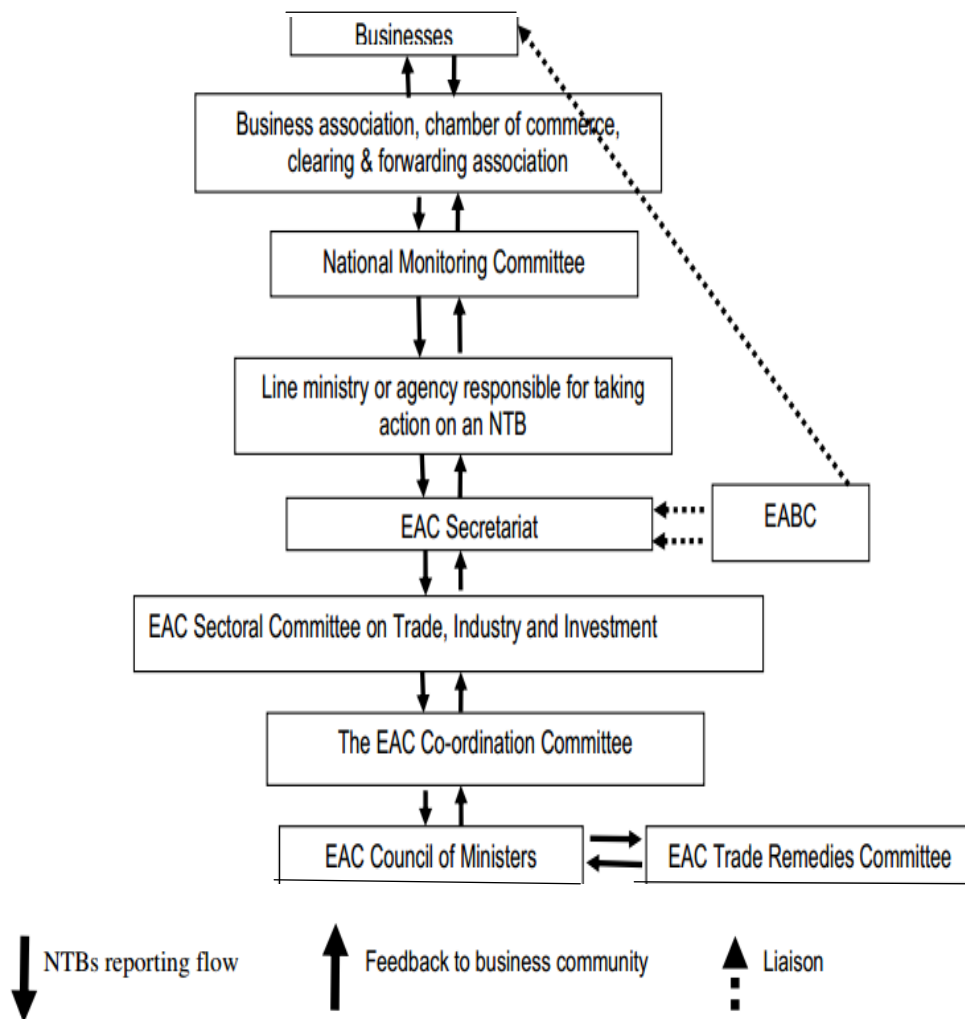 Businesses
Business association, chamber of commerce,
clearing & forwarding association
National Monitoring Committee
Line ministry or agency responsible for taking
action on an NTB
EAC Secretariat
EABC
EAC Sectoral Committee on Trade, Industry and Investment
The EAC Co-ordination Committee
EAC Council of Ministers
EAC Trade Remedies Committee
NTBs reporting flow
Feedback to business community
Liaison